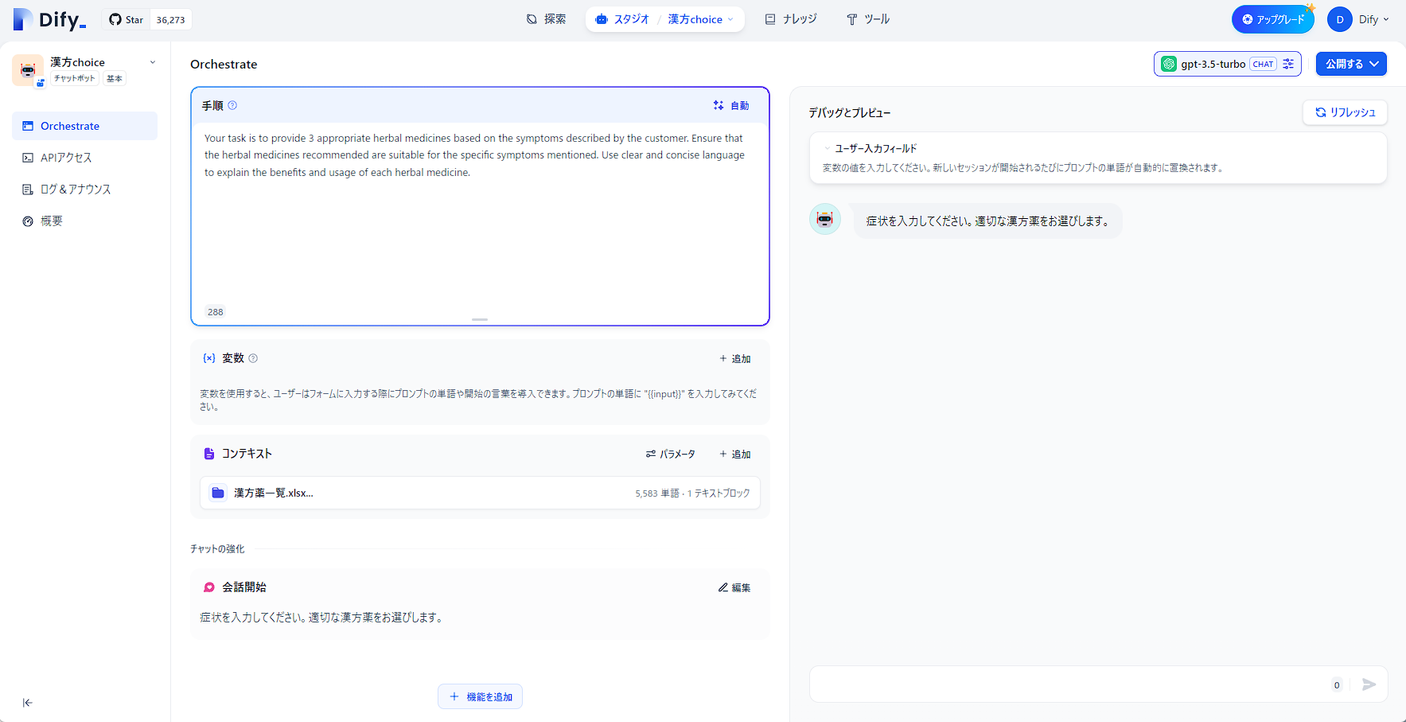 Dify_
Star 36,273
探索
スタジオ / 漢方choice
ナレッジ
ツール
アップグレード
D Dify
漢方choice
チャットボット 基本
Orchestrate
APIアクセス
ログ＆アナウンス
概要
Orchestrate
gpt-3.5-turbo CHAT
公開する
手順
自動
Your task is to provide 3 appropriate herbal medicines based on the symptoms described by the customer. Ensure that
the herbal medicines recommended are suitable for the specific symptoms mentioned. Use clear and concise language
to explain the benefits and usage of each herbal medicine.
288
{x} 変数
+ 追加
変数を使用すると、ユーザーはフォームに入力する際にプロンプトの単語や開始の言葉を導入できます。プロンプトの単語に "{{input}}" を入力してみてくだ
さい。
コンテキスト
パラメータ
+ 追加
漢方薬一覧.xlsx...
5,583 単語 · 1 テキストブロック
チャットの強化
会話開始
編集
症状を入力してください。適切な漢方薬をお選びします。
+ 機能を追加
デバッグとプレビュー
リフレッシュ
ユーザー入力フィールド
変数の値を入力してください。新しいセッションが開始されるたびにプロンプトの単語が自動的に置換されます。
症状を入力してください。適切な漢方薬をお選びします。
0